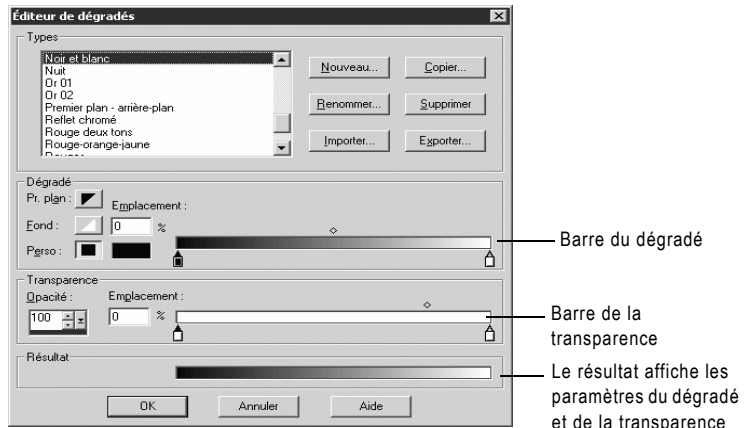 Éditeur de dégradés
Types
Noir et blanc
Nuit
Or 01
Or 02
Premier plan - arrière-plan
Reflet chromé
Rouge deux tons
Rouge-orange-jaune
Nouveau...
Copier...
Renommer...
Supprimer
Importer...
Exporter...
Dégradé
Pr. plan :
Emplacement :
Fond :
0 %
Perso :
Barre du dégradé
Transparence
Opacité :
Emplacement :
100
0 %
Barre de la
transparence
Résultat
Le résultat affiche les
paramètres du dégradé
et de la transparence
OK
Annuler
Aide